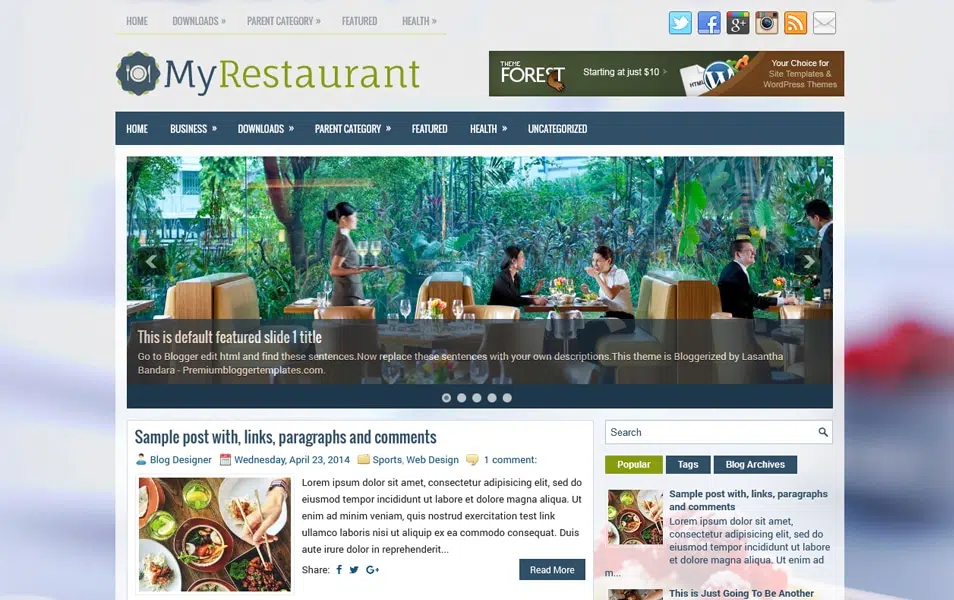 HOME DOWNLOADS » PARENT CATEGORY » FEATURED HEALTH »
MyRestaurant
THEME
FOREST
Starting at just $10 >
HTML
Your Choice for
Site Templates &
WordPress Themes
HOME BUSINESS » DOWNLOADS » PARENT CATEGORY » FEATURED HEALTH » UNCATEGORIZED
This is default featured slide 1 title
Go to Blogger edit html and find these sentences.Now replace these sentences with your own descriptions.This theme is Bloggerized by Lasantha
Bandara - Premiumbloggertemplates.com.
Sample post with, links, paragraphs and comments
Blog Designer Wednesday, April 23, 2014 Sports, Web Design 1 comment:
Lorem ipsum dolor sit amet, consectetur adipisicing elit, sed do
eiusmod tempor incididunt ut labore et dolore magna aliqua. Ut
enim ad minim veniam, quis nostrud exercitation test link
ullamco laboris nisi ut aliquip ex ea commodo consequat. Duis
aute irure dolor in reprehenderit...
Share:
Read More
Search
Popular Tags Blog Archives
Sample post with, links, paragraphs
and comments
Lorem ipsum dolor sit amet,
consectetur adipisicing elit, sed do
eiusmod tempor incididunt ut labore
et dolore magna aliqua. Ut enim ad
m...
This is Just Going To Be Another